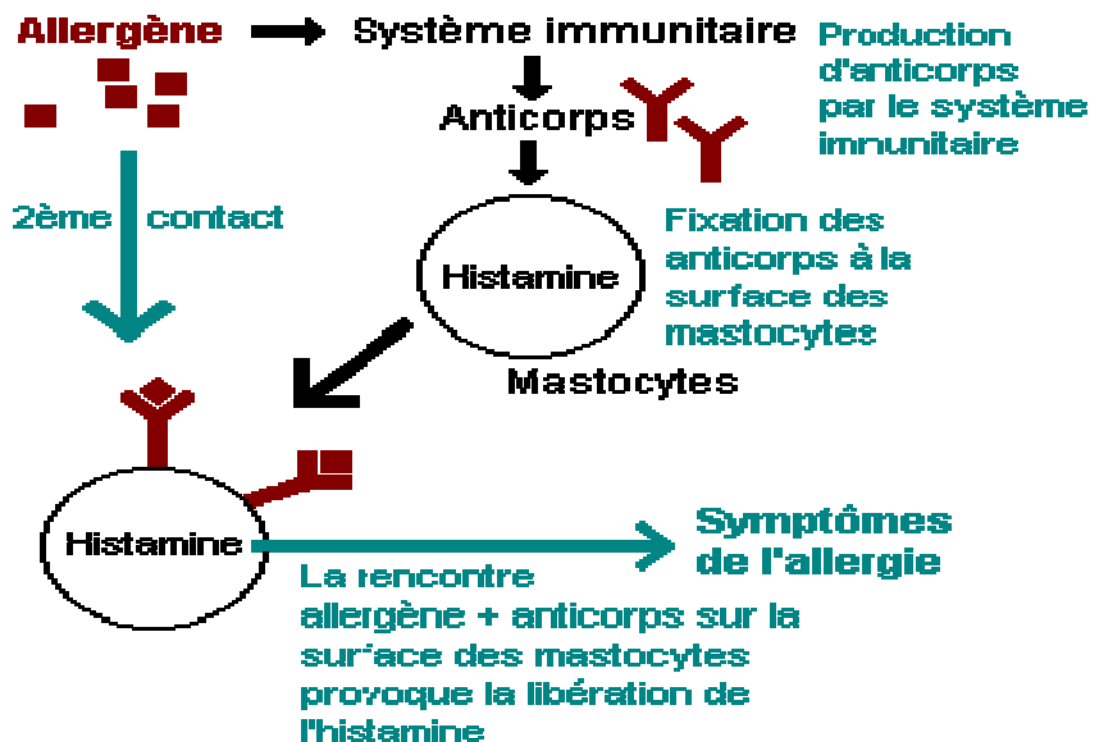 Allergène
Système immunitaire
Production
d'anticorps
par le système
immunitaire
Anticorps
2ème contact
Fixation des
anticorps à la
surface des
mastocytes
Histamine
Mastocytes
Histamine
Symptômes
de l'allergie
La rencontre
allergène + anticorps sur la
surface des mastocytes
provoque la libération de
l'histamine